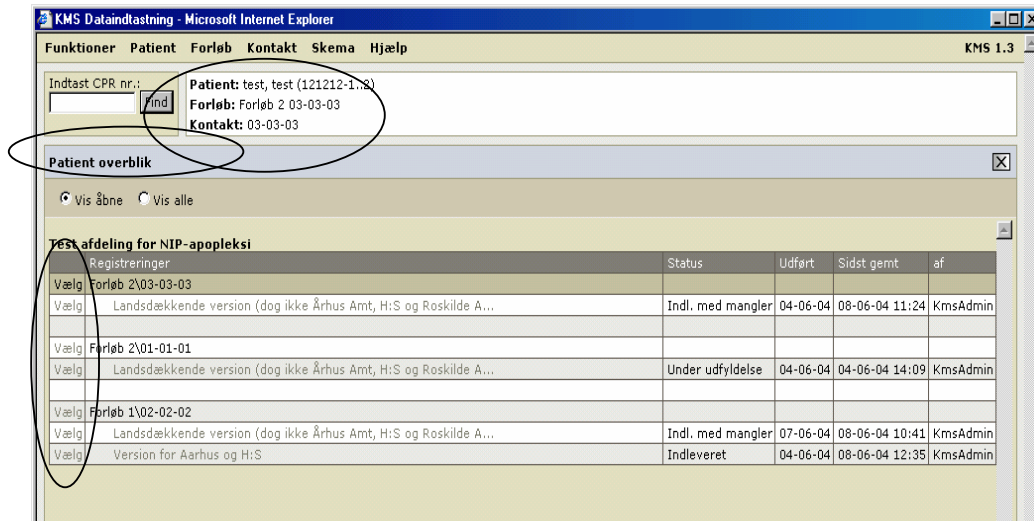 KMS Dataindtastning - Microsoft Internet Explorer
Funktioner Patient Forløb Kontakt Skema Hjælp KMS 1.3
Indtast CPR nr.:
Find
Patient: test, test (121212-1..2)
Forløb: Forløb 2 03-03-03
Kontakt: 03-03-03
Patient overblik
Vis åbne Vis alle
Test afdeling for NIP-apopleksi
Registreringer Status Udført Sidst gemt af
Vælg Forløb 2\03-03-03
Vælg Landsdækkende version (dog ikke Århus Amt, H:S og Roskilde A... Indl. med mangler 04-06-04 08-06-04 11:24 KmsAdmin
Vælg Forløb 2\01-01-01
Vælg Landsdækkende version (dog ikke Århus Amt, H:S og Roskilde A... Under udfyldelse 04-06-04 04-06-04 14:09 KmsAdmin
Vælg Forløb 1\02-02-02
Vælg Landsdækkende version (dog ikke Århus Amt, H:S og Roskilde A... Indl. med mangler 07-06-04 08-06-04 10:41 KmsAdmin
Vælg Version for Aarhus og H:S Indleveret 04-06-04 08-06-04 12:35 KmsAdmin